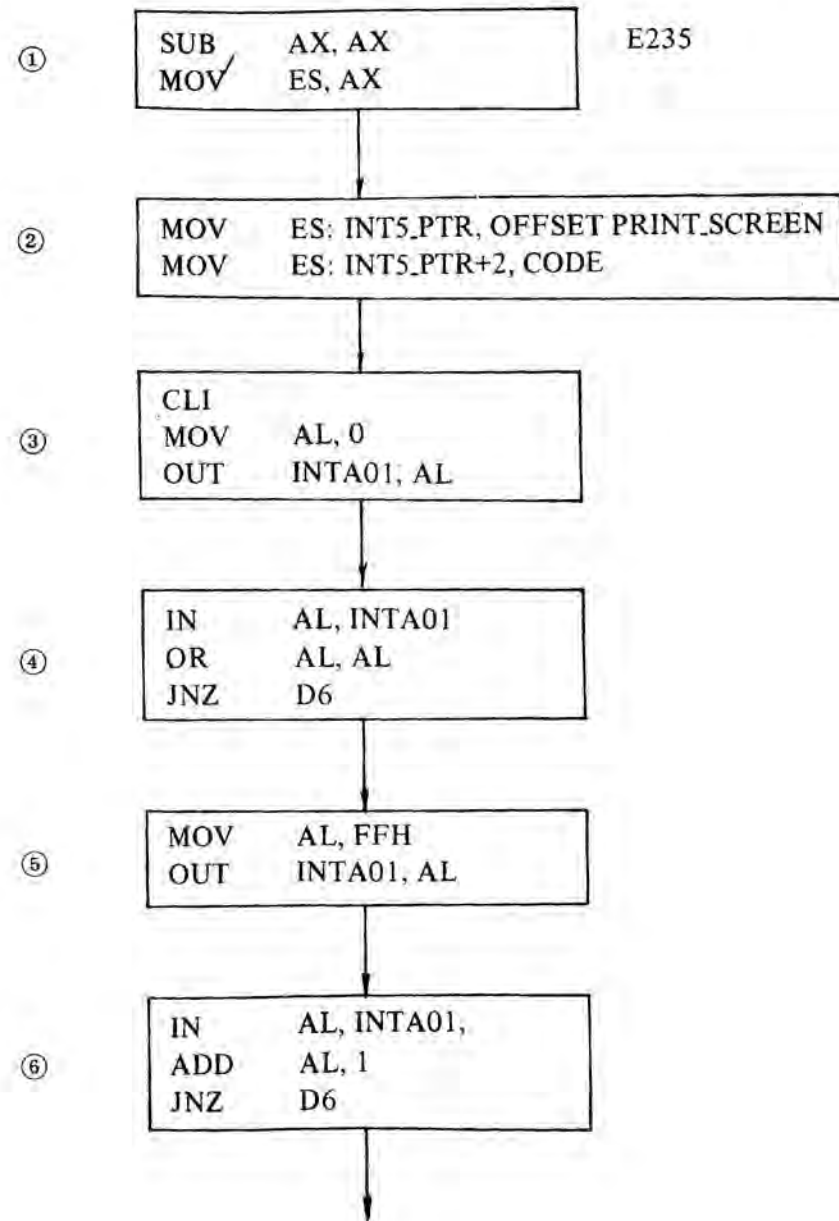 ① SUB AX, AX E235
MOV ES, AX
② MOV ES: INT5_PTR, OFFSET PRINT_SCREEN
MOV ES: INT5_PTR+2, CODE
③ CLI
MOV AL, 0
OUT INTA01, AL
④ IN AL, INTA01
OR AL, AL
JNZ D6
⑤ MOV AL, FFH
OUT INTA01, AL
⑥ IN AL, INTA01,
ADD AL, 1
JNZ D6